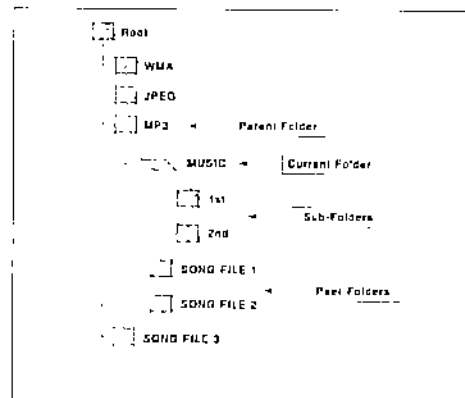 Root
WMA
JPEG
MP3 Parent Folder
MUSIC Current Folder
1st
Sub-Folders
2nd
SONG FILE 1
Peer Folders
SONG FILE 2
SONG FILE 3